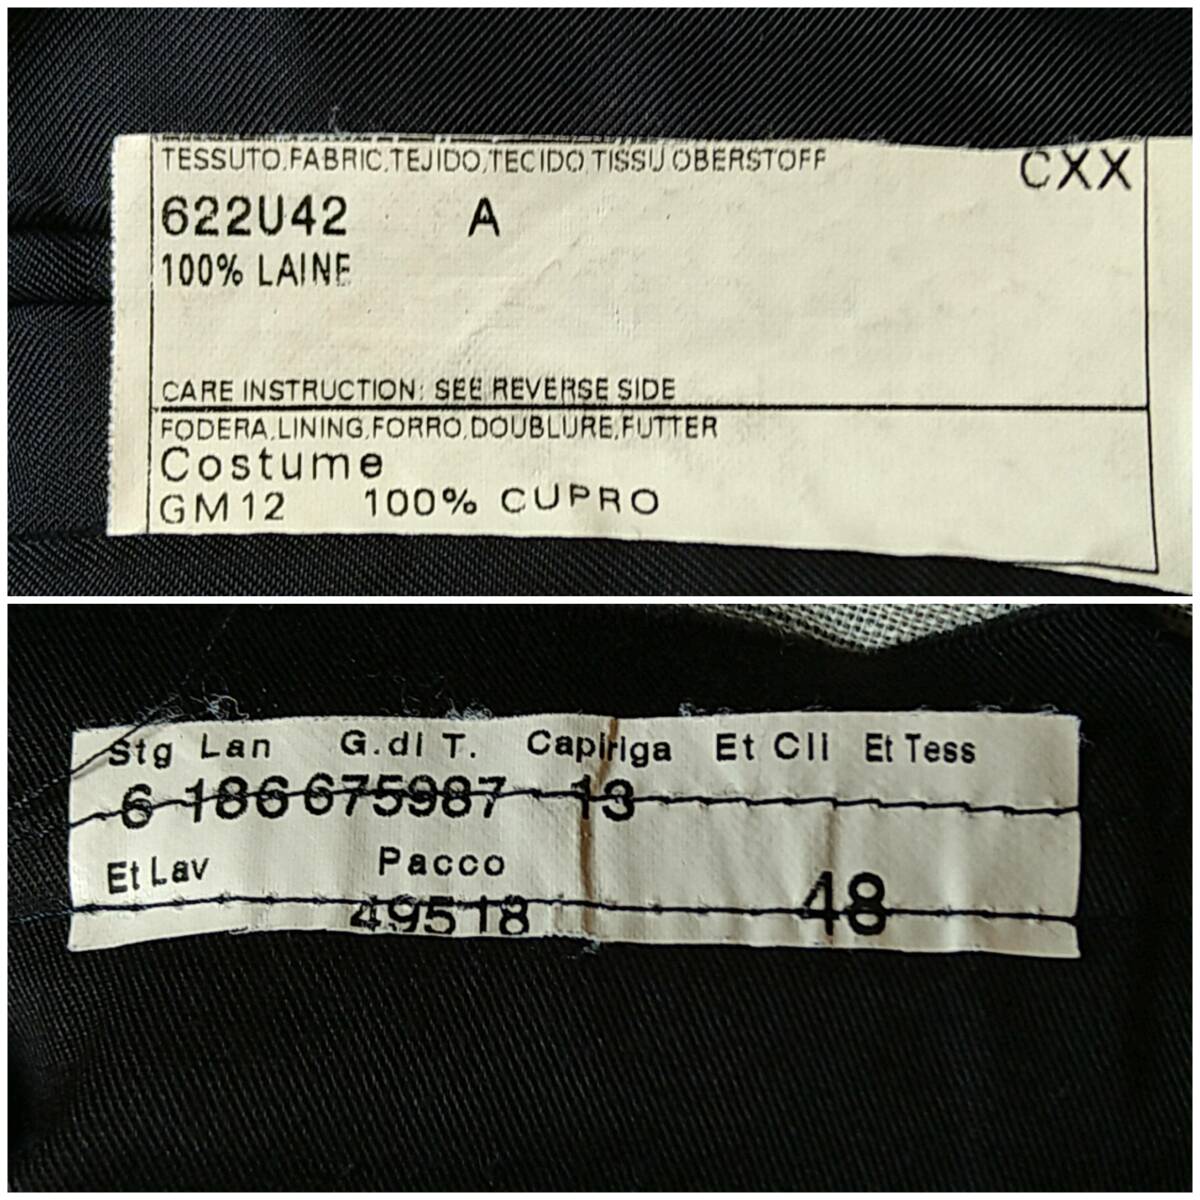 TESSUTO,FABRIC,TEJIDO,TECIDO,TISSU,OBERSTOFF CXX
622U42 A
100% LAINE
CARE INSTRUCTION: SEE REVERSE SIDE
FODERA,LINING,FORRO,DOUBLURE,FUTTER
Costume
GM12 100% CUPRO
Stg Lan G.di T. Capiriga Et Cli Et Tess
6 186 675987 13
Et Lav Pacco
49518 48